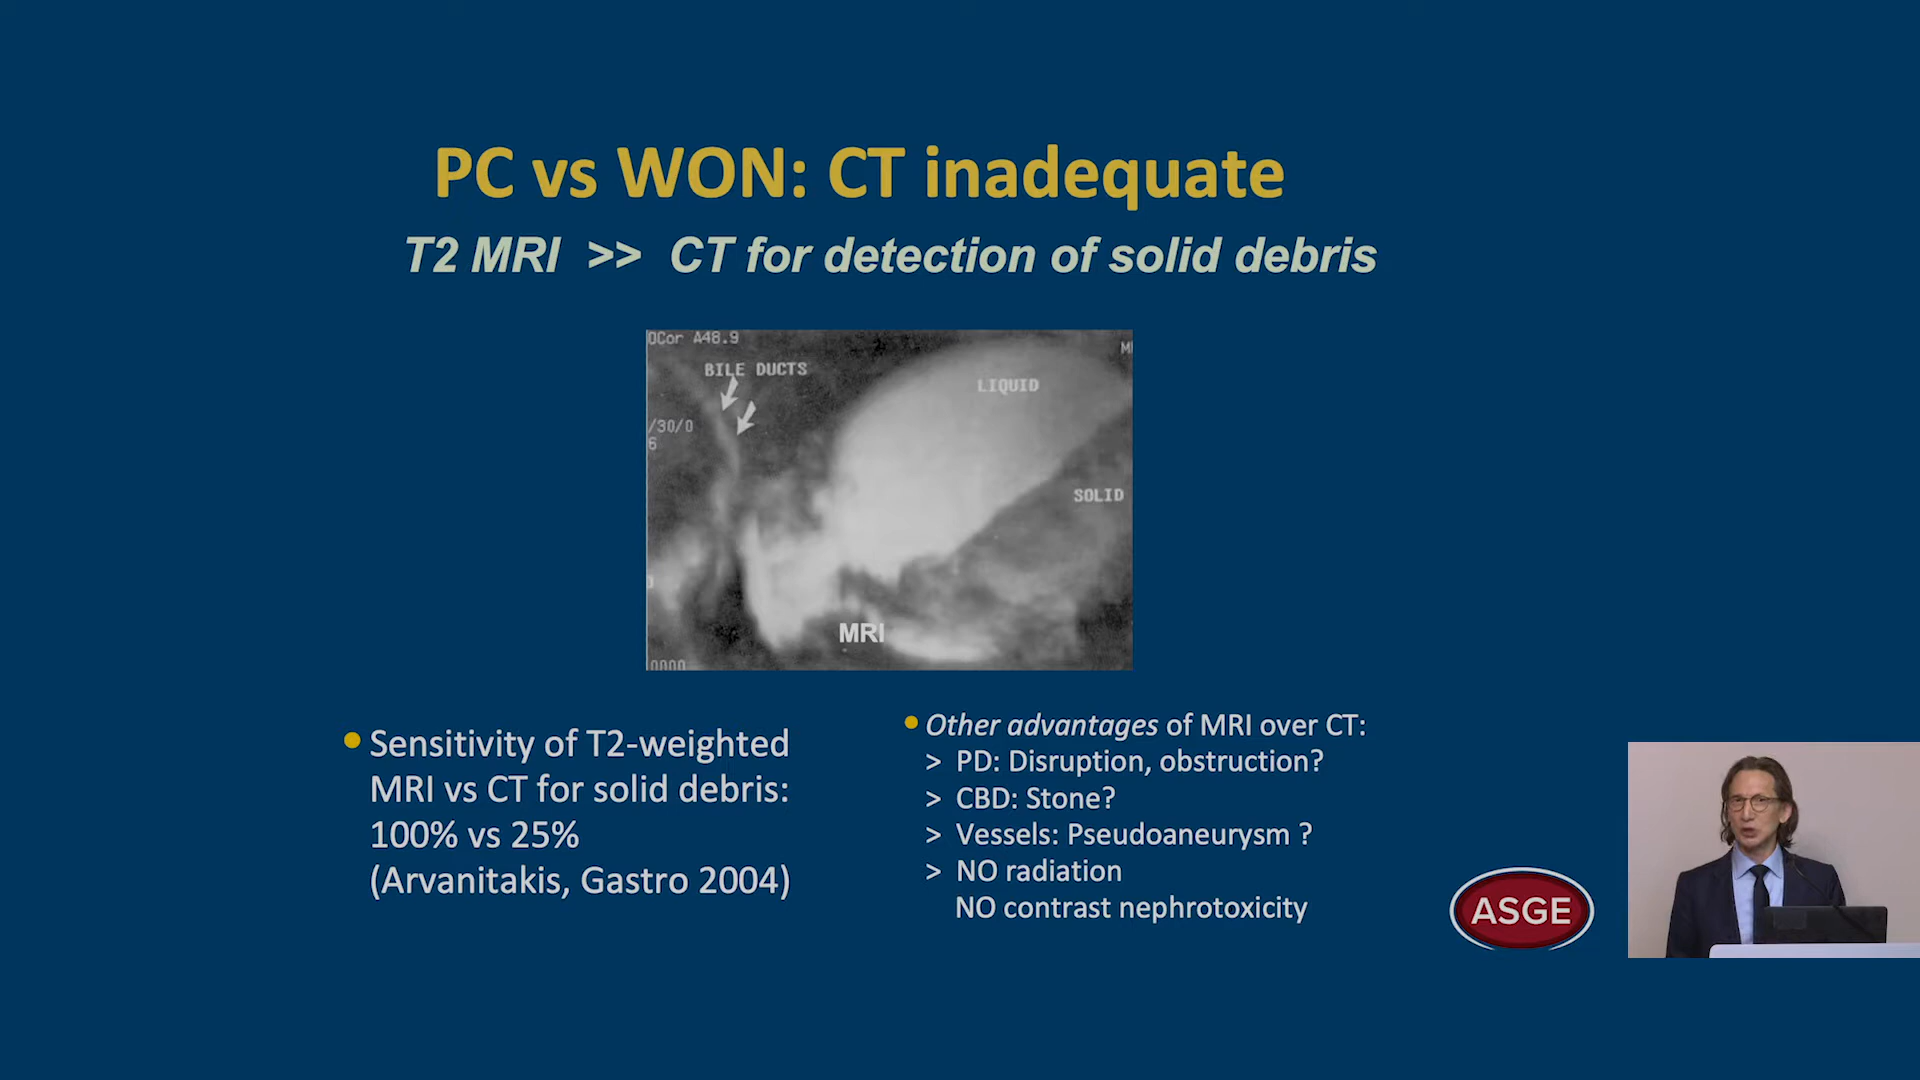 PC vs WON: CT inadequate
T2 MRI >> CT for detection of solid debris
OCor A48.9
BILE DUCTS
LIQUID
/30/0
6
SOLID
MRI
0000
Sensitivity of T2-weighted
MRI vs CT for solid debris:
100% vs 25%
(Arvanitakis, Gastro 2004)
Other advantages of MRI over CT:
> PD: Disruption, obstruction?
> CBD: Stone?
> Vessels: Pseudoaneurysm ?
> NO radiation
NO contrast nephrotoxicity
ASGE